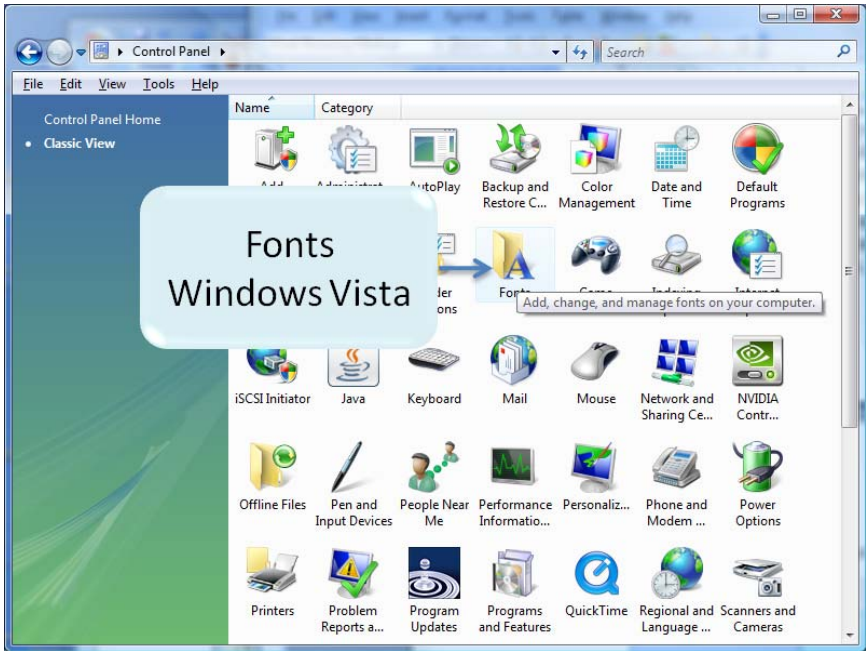 Control Panel
Search
File Edit View Tools Help
Name Category
Control Panel Home
Classic View
AutoPlay
Backup and
Restore C...
Color
Management
Date and
Time
Default
Programs
Fonts
Windows Vista
Fonts
Add, change, and manage fonts on your computer.
iSCSI Initiator
Java
Keyboard
Mail
Mouse
Network and
Sharing Ce...
NVIDIA
Contr...
Offline Files
Pen and
Input Devices
People Near
Me
Performance
Informatio...
Personaliz...
Phone and
Modem ...
Power
Options
Printers
Problem
Reports a...
Program
Updates
Programs
and Features
QuickTime
Regional and
Language ...
Scanners and
Cameras